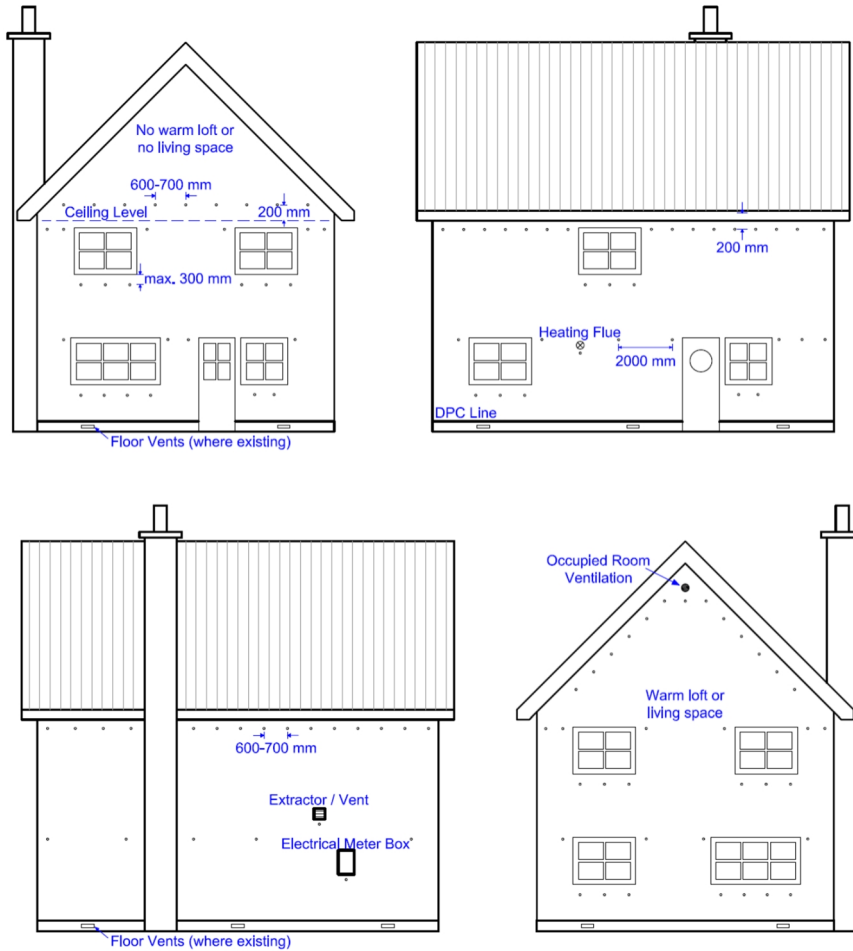 No warm loft or
no living space
600-700 mm
Ceiling Level
200 mm
max. 300 mm
Floor Vents (where existing)
200 mm
Heating Flue
2000 mm
DPC Line
600-700 mm
Extractor / Vent
Electrical Meter Box
Floor Vents (where existing)
Occupied Room
Ventilation
Warm loft or
living space